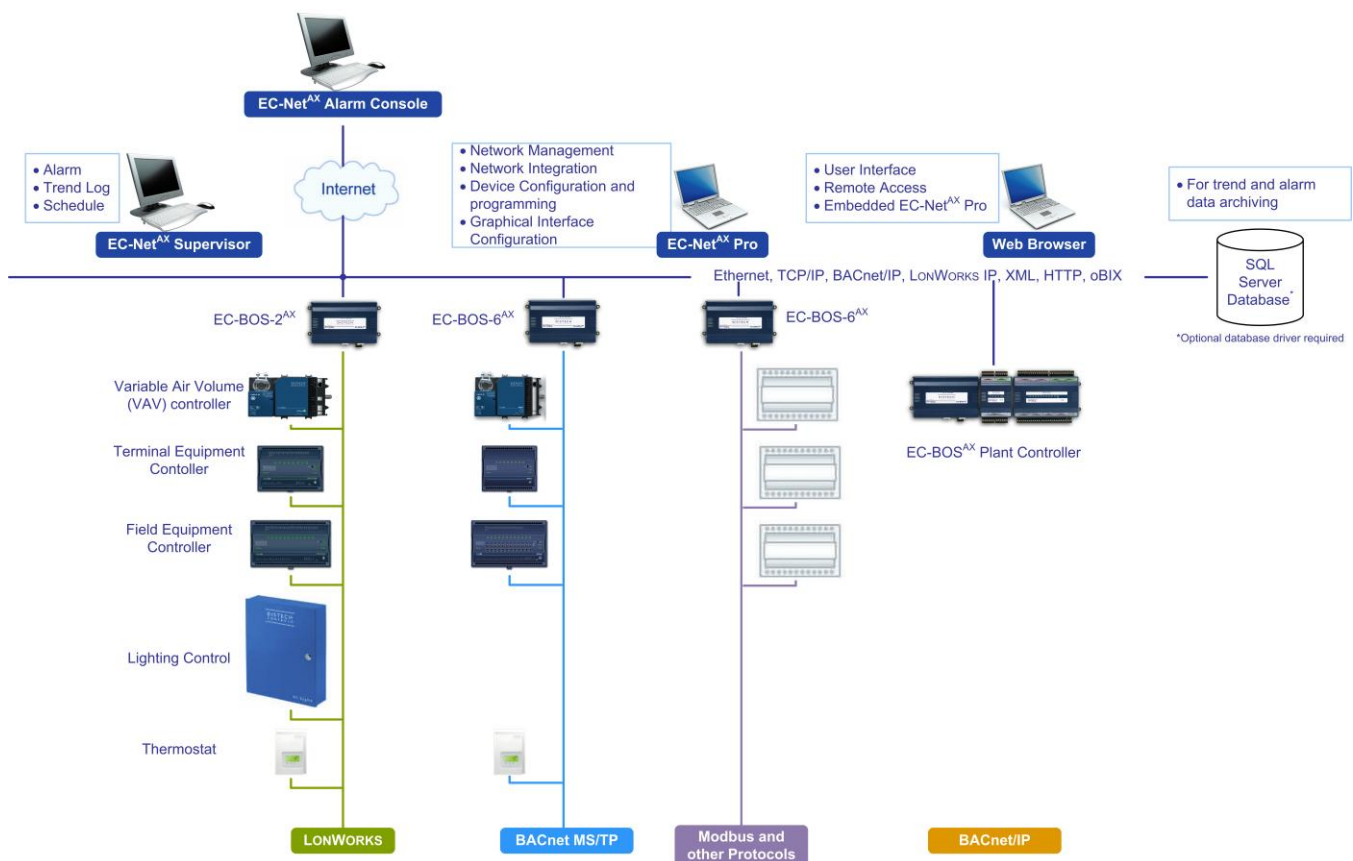 EC-Net^AX Alarm Console
• Alarm
• Trend Log
• Schedule
EC-Net^AX Supervisor
Internet
• Network Management
• Network Integration
• Device Configuration and
programming
• Graphical Interface
Configuration
EC-Net^AX Pro
• User Interface
• Remote Access
• Embedded EC-Net^AX Pro
Web Browser
• For trend and alarm
data archiving
SQL
Server
Database*
*Optional database driver required
Ethernet, TCP/IP, BACnet/IP, LONWORKS IP, XML, HTTP, oBIX
EC-BOS-2^AX
EC-BOS-6^AX
EC-BOS-6^AX
Variable Air Volume
(VAV) controller
Terminal Equipment
Contoller
Field Equipment
Controller
Lighting Control
Thermostat
EC-BOS^AX Plant Controller
LONWORKS
BACnet MS/TP
Modbus and
other Protocols
BACnet/IP